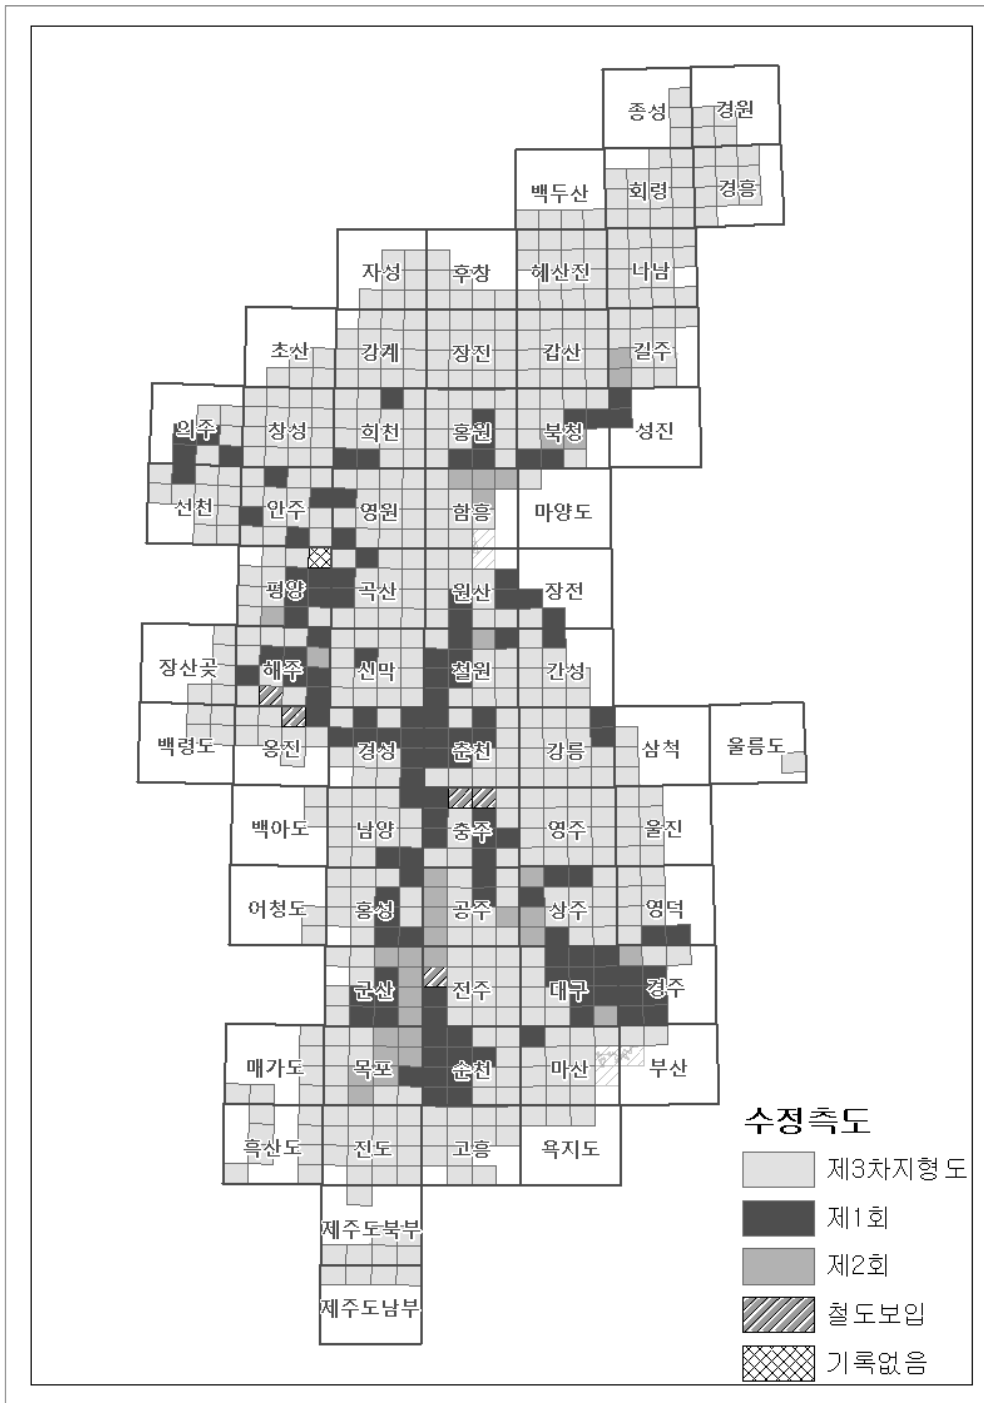 종성 경원
백두산 회령 경흥
자성 후창 혜산진 나남
초산 강계 장진 갑산 길주
의주 창성 희천 홍원 북청 성진
선천 안주 영원 함흥 마양도
평양 곡산 원산 장전
장산곶 해주 신막 철원 간성
백령도 옹진 경성 춘천 강릉 삼척 울릉도
백아도 남양 충주 영주 울진
어청도 홍성 공주 상주 영덕
군산 전주 대구 경주
매가도 목포 순천 마산 부산
흑산도 진도 고흥 욕지도
제주도북부
제주도남부
수정측도
제3차지형도
제1회
제2회
철도보입
기록없음